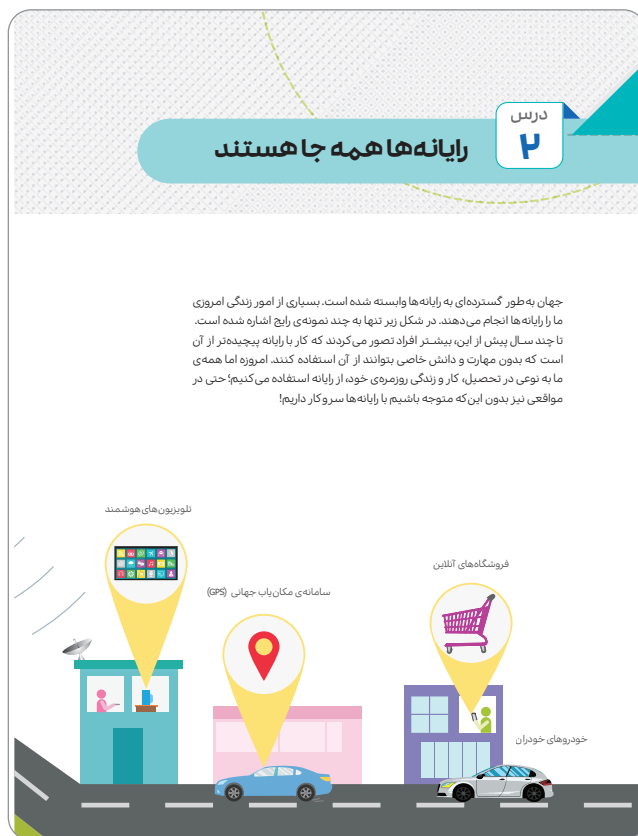 درس
۲
رایانه‌ها همه جا هستند
جهان به‌طور گسترده‌ای به رایانه‌ها وابسته شده است. بسیاری از امور زندگی امروزی
ما را رایانه‌ها انجام می‌دهند. در شکل زیر تنها به چند نمونه‌ی رایج اشاره شده است.
تا چند سال پیش از این، بیشتر افراد تصور می‌کردند که کار با رایانه پیچیده‌تر از آن
است که بدون مهارت و دانش خاصی بتوانند از آن استفاده کنند. امروزه اما همه‌ی
ما به نوعی در تحصیل، کار و زندگی روزمره‌ی خود، از رایانه استفاده می‌کنیم؛ حتی در
مواقعی نیز بدون این‌که متوجه باشیم با رایانه‌ها سروکار داریم!
تلویزیون‌های هوشمند
فروشگاه‌های آنلاین
سامانه‌ی مکان‌یاب جهانی (GPS)
خودروهای خودران